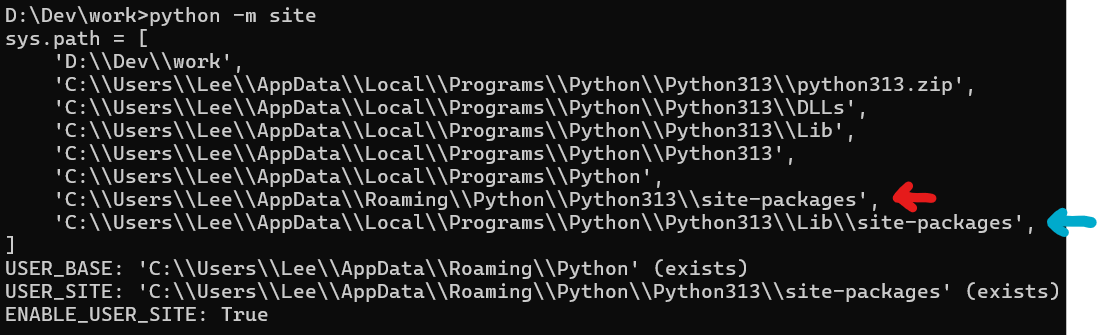 D:\Dev\work>python -m site
sys.path = [
    'D:\\Dev\\work',
    'C:\\Users\\Lee\\AppData\\Local\\Programs\\Python\\Python313\\python313.zip',
    'C:\\Users\\Lee\\AppData\\Local\\Programs\\Python\\Python313\\DLLs',
    'C:\\Users\\Lee\\AppData\\Local\\Programs\\Python\\Python313\\Lib',
    'C:\\Users\\Lee\\AppData\\Local\\Programs\\Python\\Python313',
    'C:\\Users\\Lee\\AppData\\Local\\Programs\\Python',
    'C:\\Users\\Lee\\AppData\\Roaming\\Python\\Python313\\site-packages',
    'C:\\Users\\Lee\\AppData\\Local\\Programs\\Python\\Python313\\Lib\\site-packages',
]
USER_BASE: 'C:\\Users\\Lee\\AppData\\Roaming\\Python' (exists)
USER_SITE: 'C:\\Users\\Lee\\AppData\\Roaming\\Python\\Python313\\site-packages' (exists)
ENABLE_USER_SITE: True